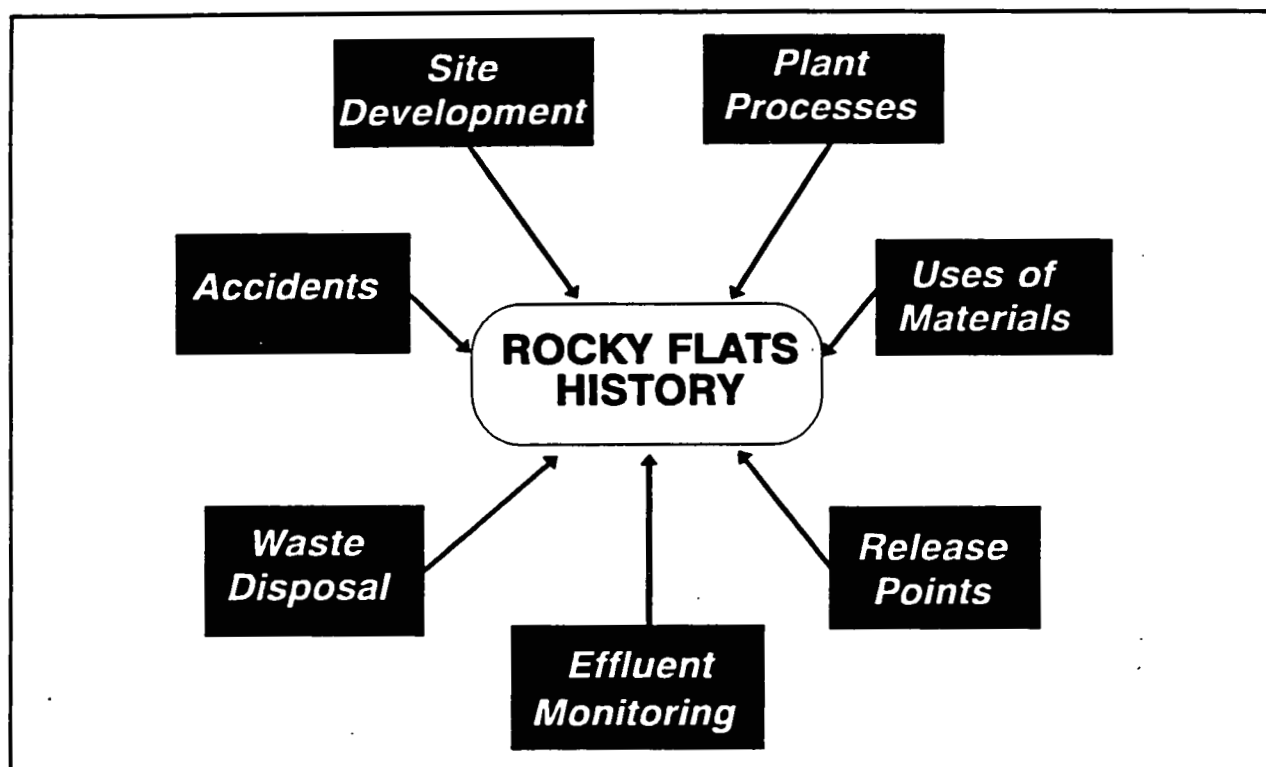 Site
Development
Plant
Processes
Accidents
Uses of
Materials
ROCKY FLATS
HISTORY
Waste
Disposal
Release
Points
Effluent
Monitoring